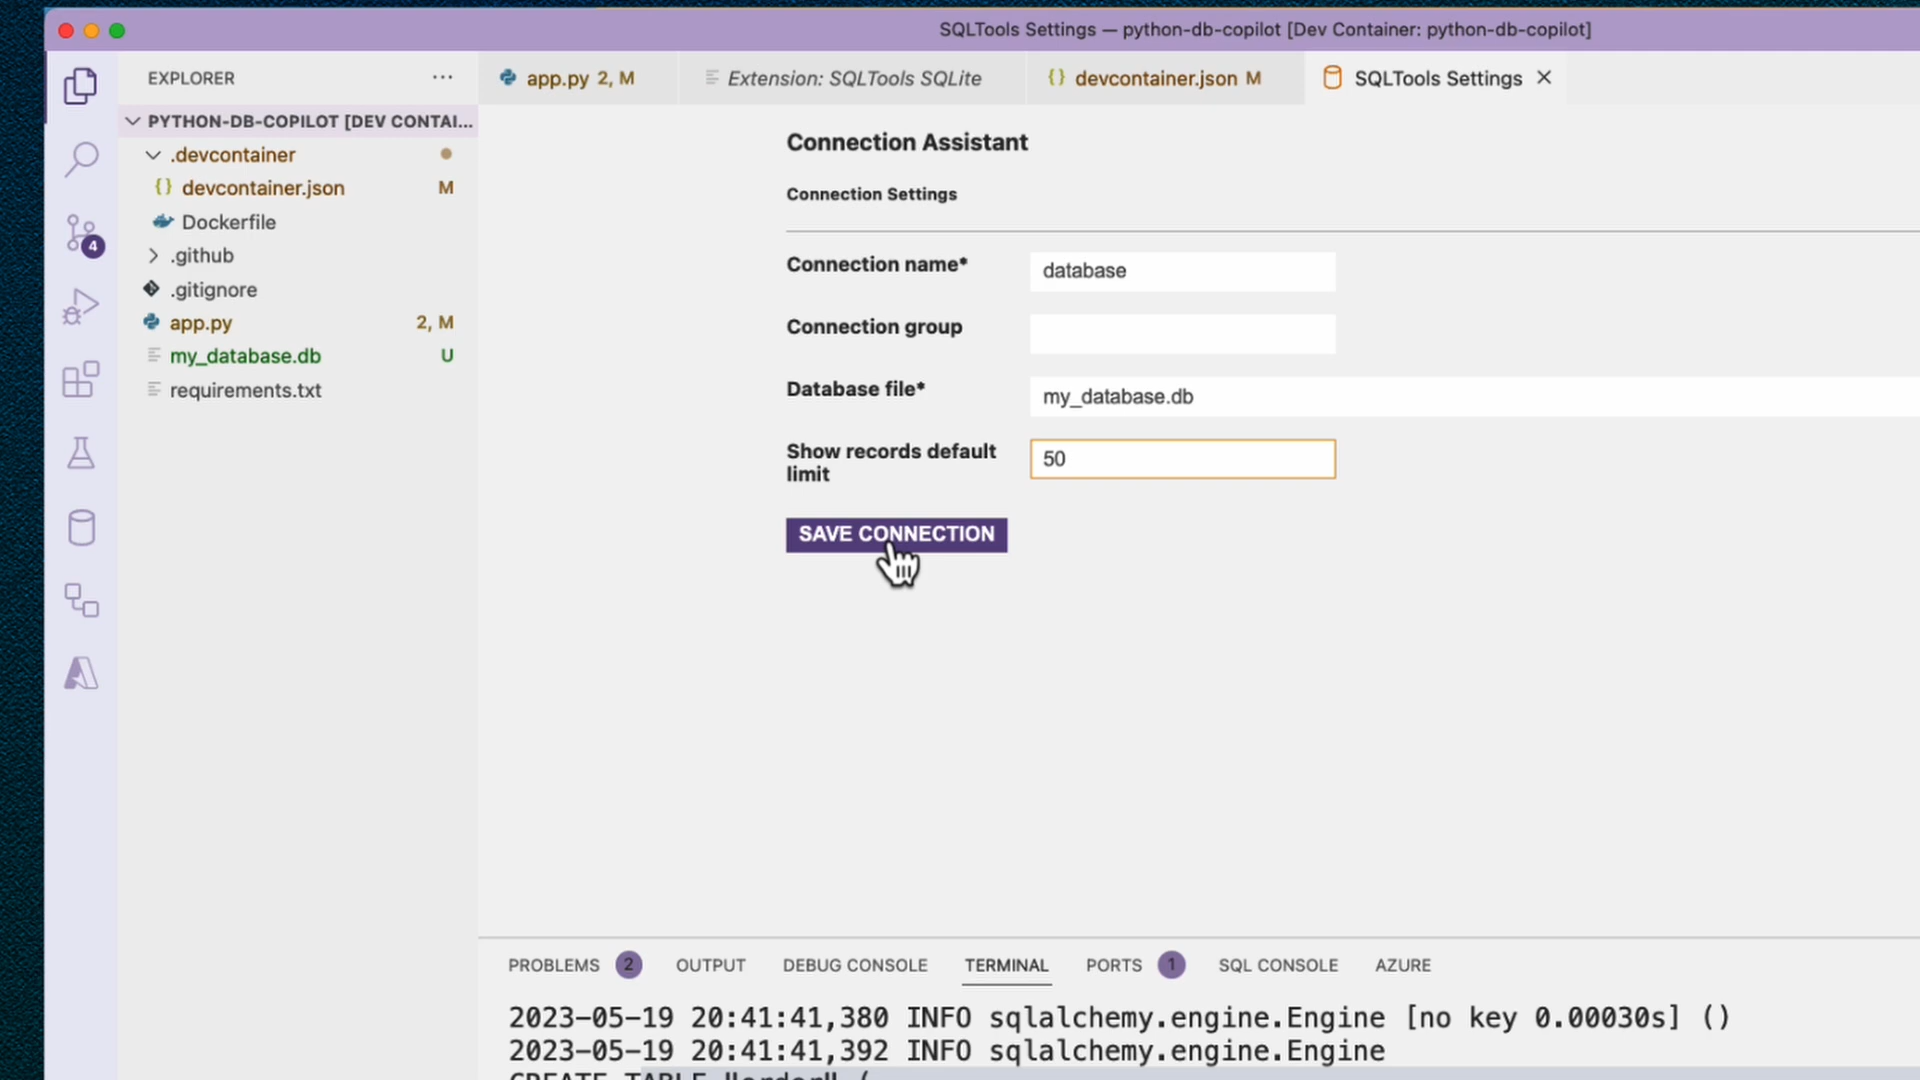 SQLTools Settings — python-db-copilot [Dev Container: python-db-copilot]
EXPLORER
app.py 2, M
Extension: SQLTools SQLite
devcontainer.json M
SQLTools Settings
PYTHON-DB-COPILOT [DEV CONTAI...
.devcontainer
devcontainer.json M
Dockerfile
.github
.gitignore
app.py 2, M
my_database.db U
requirements.txt
4
Connection Assistant
Connection Settings
Connection name* database
Connection group
Database file* my_database.db
Show records default
limit
50
SAVE CONNECTION
PROBLEMS 2 OUTPUT DEBUG CONSOLE TERMINAL PORTS 1 SQL CONSOLE AZURE
2023-05-19 20:41:41,380 INFO sqlalchemy.engine.Engine [no key 0.00030s] ()
2023-05-19 20:41:41,392 INFO sqlalchemy.engine.Engine
CREATE TABLE "order" (